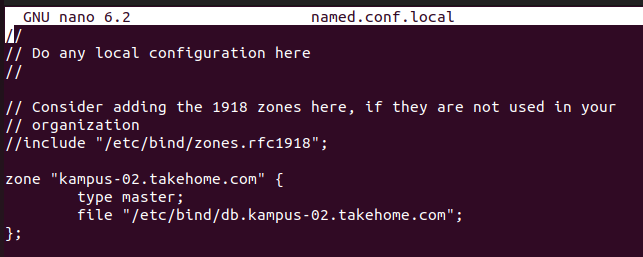 GNU nano 6.2 named.conf.local
//
// Do any local configuration here
//
// Consider adding the 1918 zones here, if they are not used in your
// organization
//include "/etc/bind/zones.rfc1918";
zone "kampus-02.takehome.com" {
type master;
file "/etc/bind/db.kampus-02.takehome.com";
};